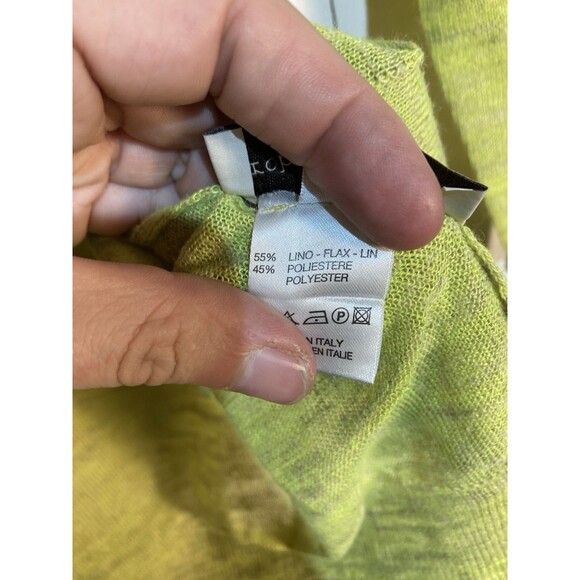 55% LINO - FLAX - LIN
45% POLIESTERE
POLYESTER
P
ITALY
EN ITALIE